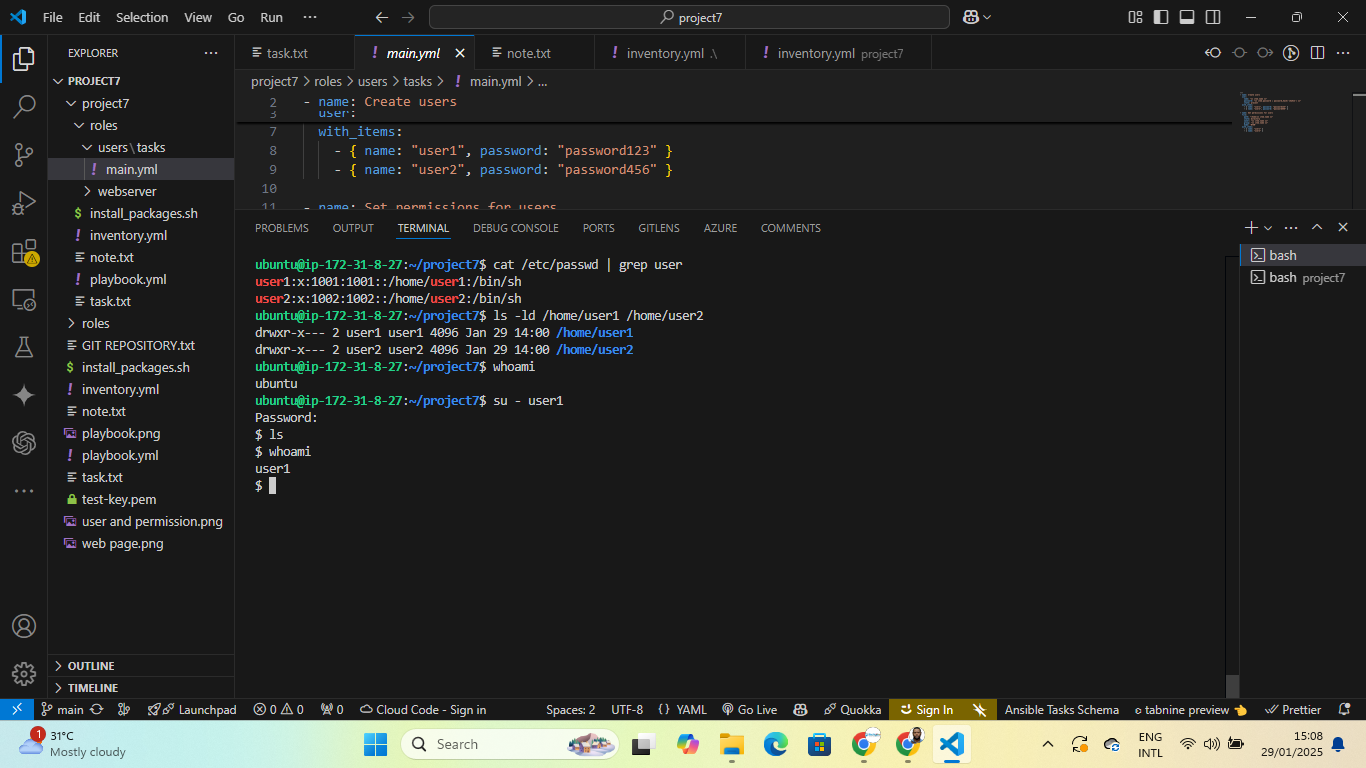 File Edit Selection View Go Run ··· project7
EXPLORER ···
PROJECT7
project7
roles
users\tasks
main.yml
webserver
install_packages.sh
inventory.yml
note.txt
playbook.yml
task.txt
roles
GIT REPOSITORY.txt
install_packages.sh
inventory.yml
note.txt
playbook.png
playbook.yml
task.txt
test-key.pem
user and permission.png
web page.png
OUTLINE
TIMELINE
task.txt main.yml note.txt inventory.yml .\ inventory.yml project7
project7 > roles > users > tasks > main.yml > ...
2 - name: Create users
3 user:
7 with_items:
8 - { name: "user1", password: "password123" }
9 - { name: "user2", password: "password456" }
10
11 - name: Set permissions for users
PROBLEMS OUTPUT TERMINAL DEBUG CONSOLE PORTS GITLENS AZURE COMMENTS
ubuntu@ip-172-31-8-27:~/project7$ cat /etc/passwd | grep user
user1:x:1001:1001::/home/user1:/bin/sh
user2:x:1002:1002::/home/user2:/bin/sh
ubuntu@ip-172-31-8-27:~/project7$ ls -ld /home/user1 /home/user2
drwxr-x--- 2 user1 user1 4096 Jan 29 14:00 /home/user1
drwxr-x--- 2 user2 user2 4096 Jan 29 14:00 /home/user2
ubuntu@ip-172-31-8-27:~/project7$ whoami
ubuntu
ubuntu@ip-172-31-8-27:~/project7$ su - user1
Password:
$ ls
$ whoami
user1
$
bash
bash project7
main Launchpad 0 0 0 Cloud Code - Sign in Spaces: 2 UTF-8 {} YAML Go Live Quokka Sign In Ansible Tasks Schema tabnine preview Prettier
1
31°C
Mostly cloudy
Search
ENG
INTL
15:08
29/01/2025